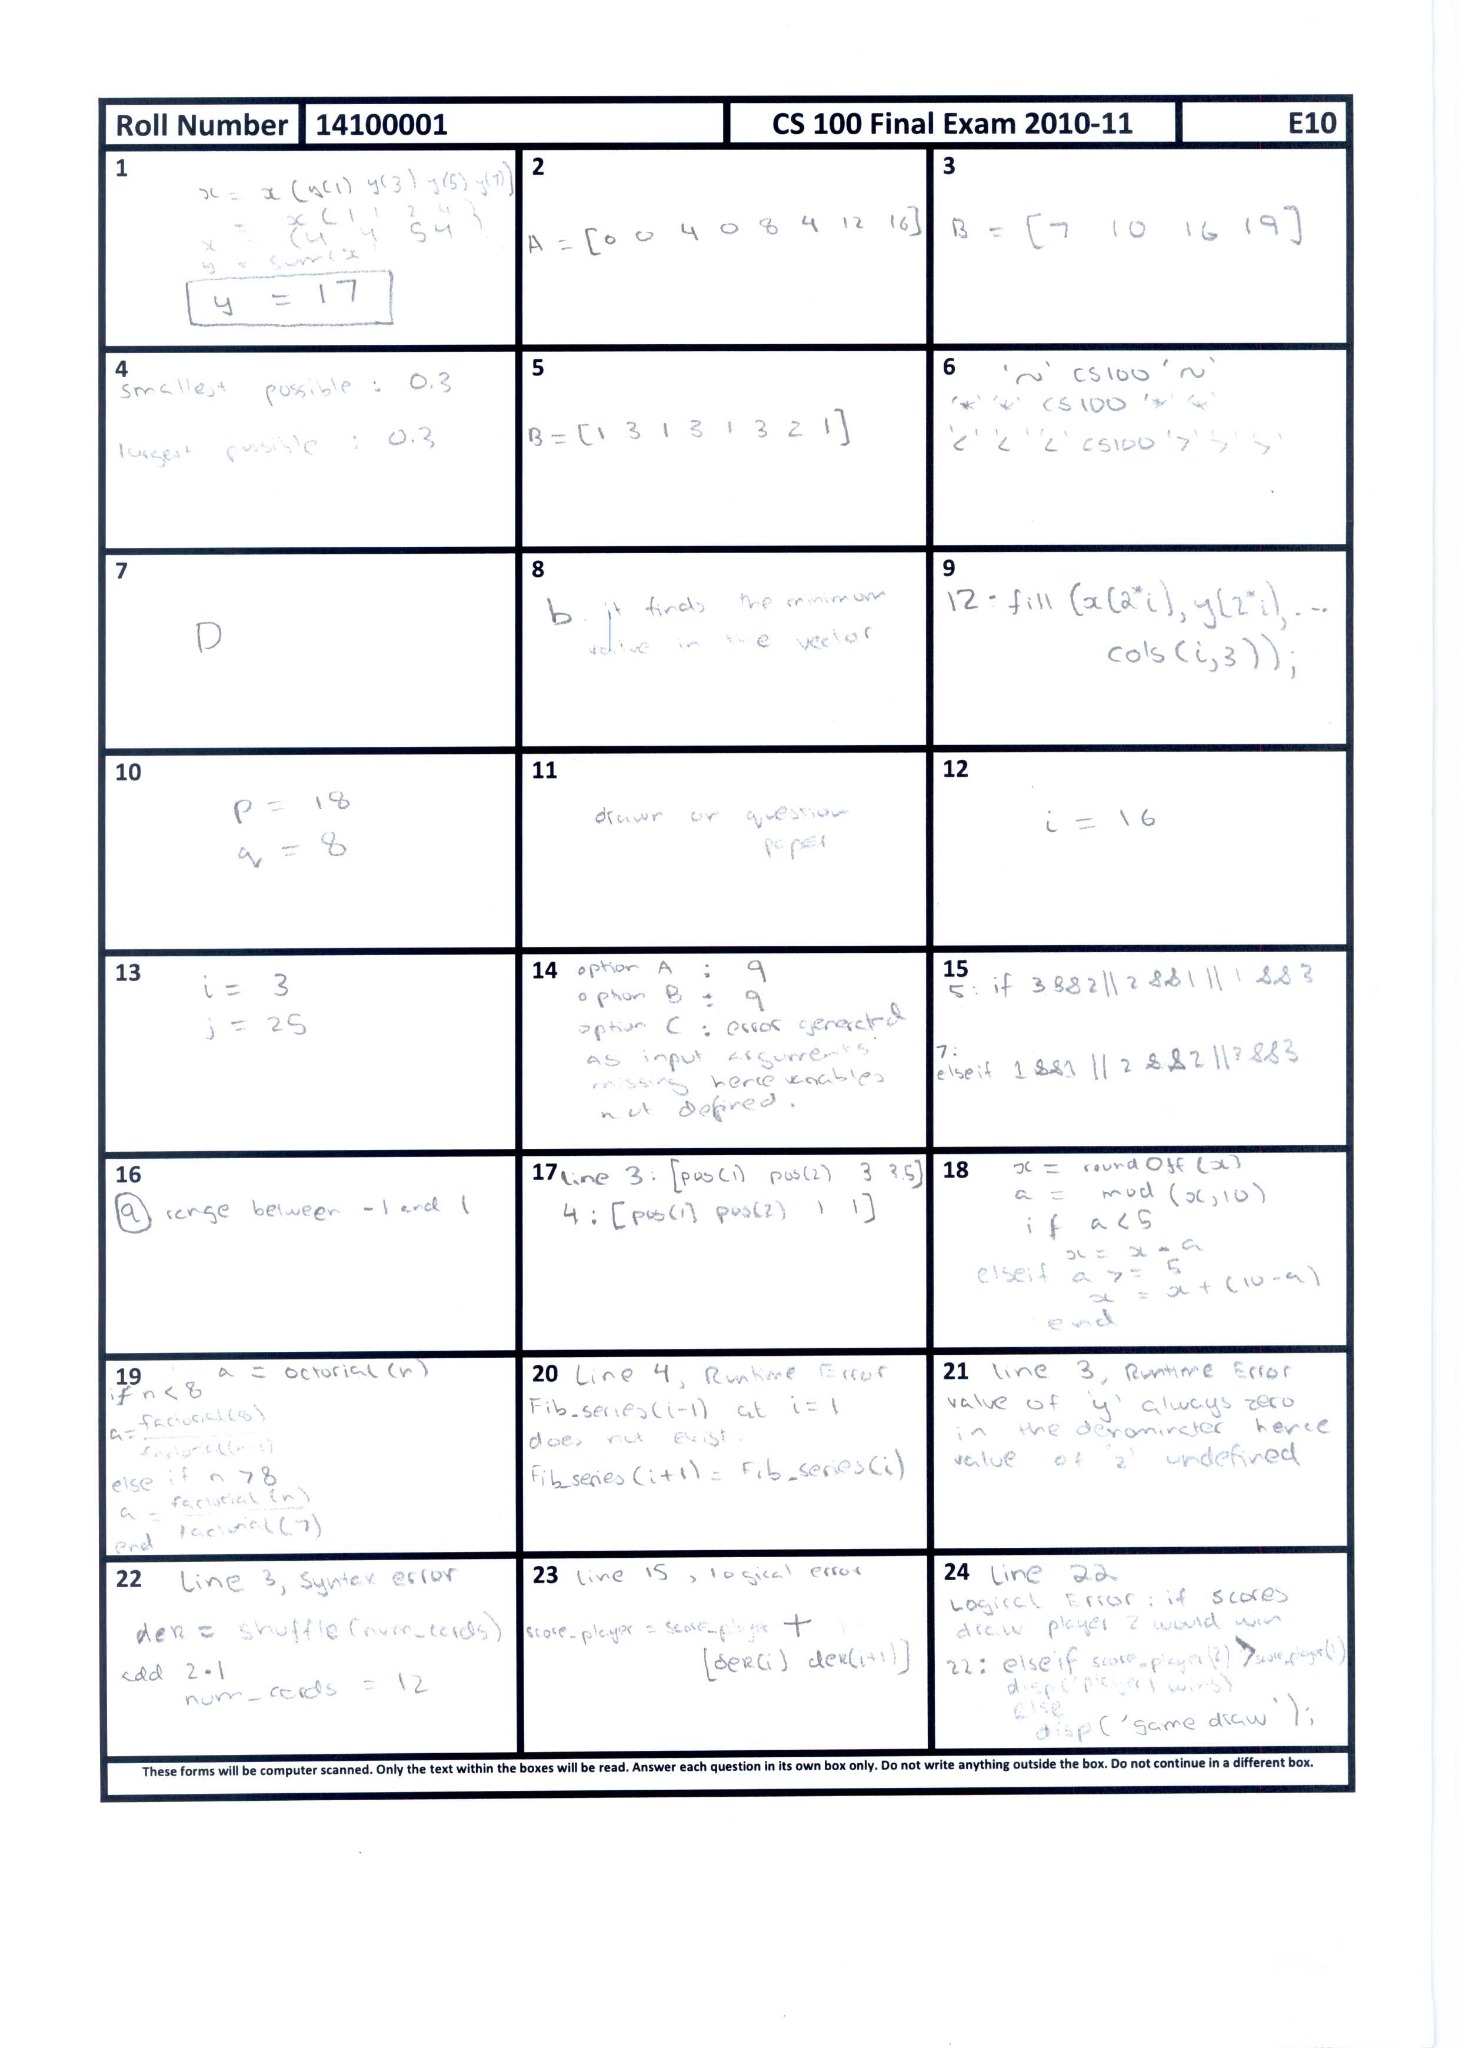 Roll Number 14100001 CS 100 Final Exam 2010-11 E10
1
x = x (y(1) y(3) y(5) y(7)]
= x ( 1 1 2 4 )
x = (4 4 5 4
y = sum(x)
y = 17
2
A = [0 0 4 0 8 4 12 16]
3
B = [7 10 16 19]
4
smallest possible : 0.3
largest possible : 0.3
5
B = [1 3 1 3 1 3 2 1]
6
'~' CS100 '~'
'*' '*' CS100 '*' '*'
'<' '<' '<' CS100 '>' '>' '>'
7
D
8
b. it finds the minimum
value in the vector
9
12: fill (x(2*i), y(2*i), ...
cols(i,3));
10
p = 18
q = 8
11
drawn on question
paper
12
i = 16
13
i = 3
j = 25
14 option A : 9
option B : 9
option C : error generated
as input arguments
missing hence variables
not defined.
15
5: if 3&&2||2&&1||1&&3
7:
elseif 1&&1||2&&2||3&&3
16
(a) range between -1 and 1
17 line 3: [pos(1) pos(2) 3 3.5]
4: [pos(1) pos(2) 1 1]
18
x = roundOff (x)
a = mod (x,10)
if a<5
x = x - a
elseif a >= 5
x = x + (10-a)
end
19 a = octorial(n)
if n<8
a = factorial(8)
else if n >8
a = factorial(n)
factorial(7)
end
20 Line 4, Runtime Error
Fib_series(i-1) at i=1
does not exist.
Fib_series(i+1) = Fib_series(i)
21 line 3, Runtime Error
value of 'y' always zero
in the denominator hence
value of 'z' undefined
22 Line 3, Syntax error
dek = shuffle(num_cards)
add 2.1
num_cards = 12
23 line 15, logical error
score_player = score_player +
[dek(i) dek(i+1)]
24 Line 22
Logical Error: if scores
draw player 2 would win
22: elseif score_player(2) > score_player(1)
disp('player 1 wins)
else
disp('game draw');
These forms will be computer scanned. Only the text within the boxes will be read. Answer each question in its own box only. Do not write anything outside the box. Do not continue in a different box.